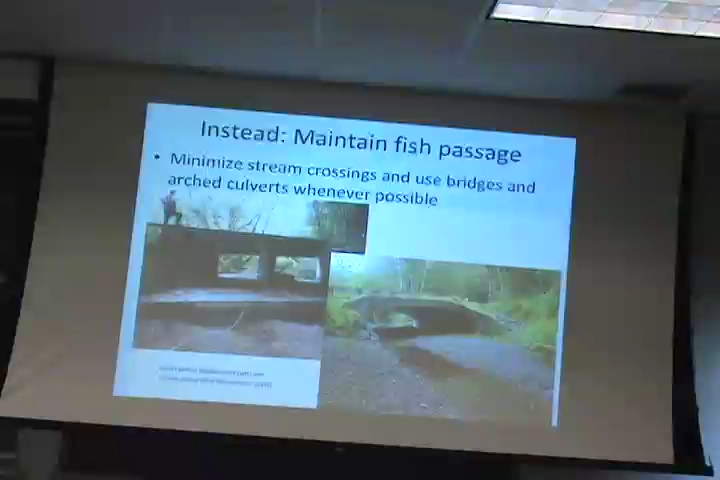 Instead: Maintain fish passage
• Minimize stream crossings and use bridges and
arched culverts whenever possible